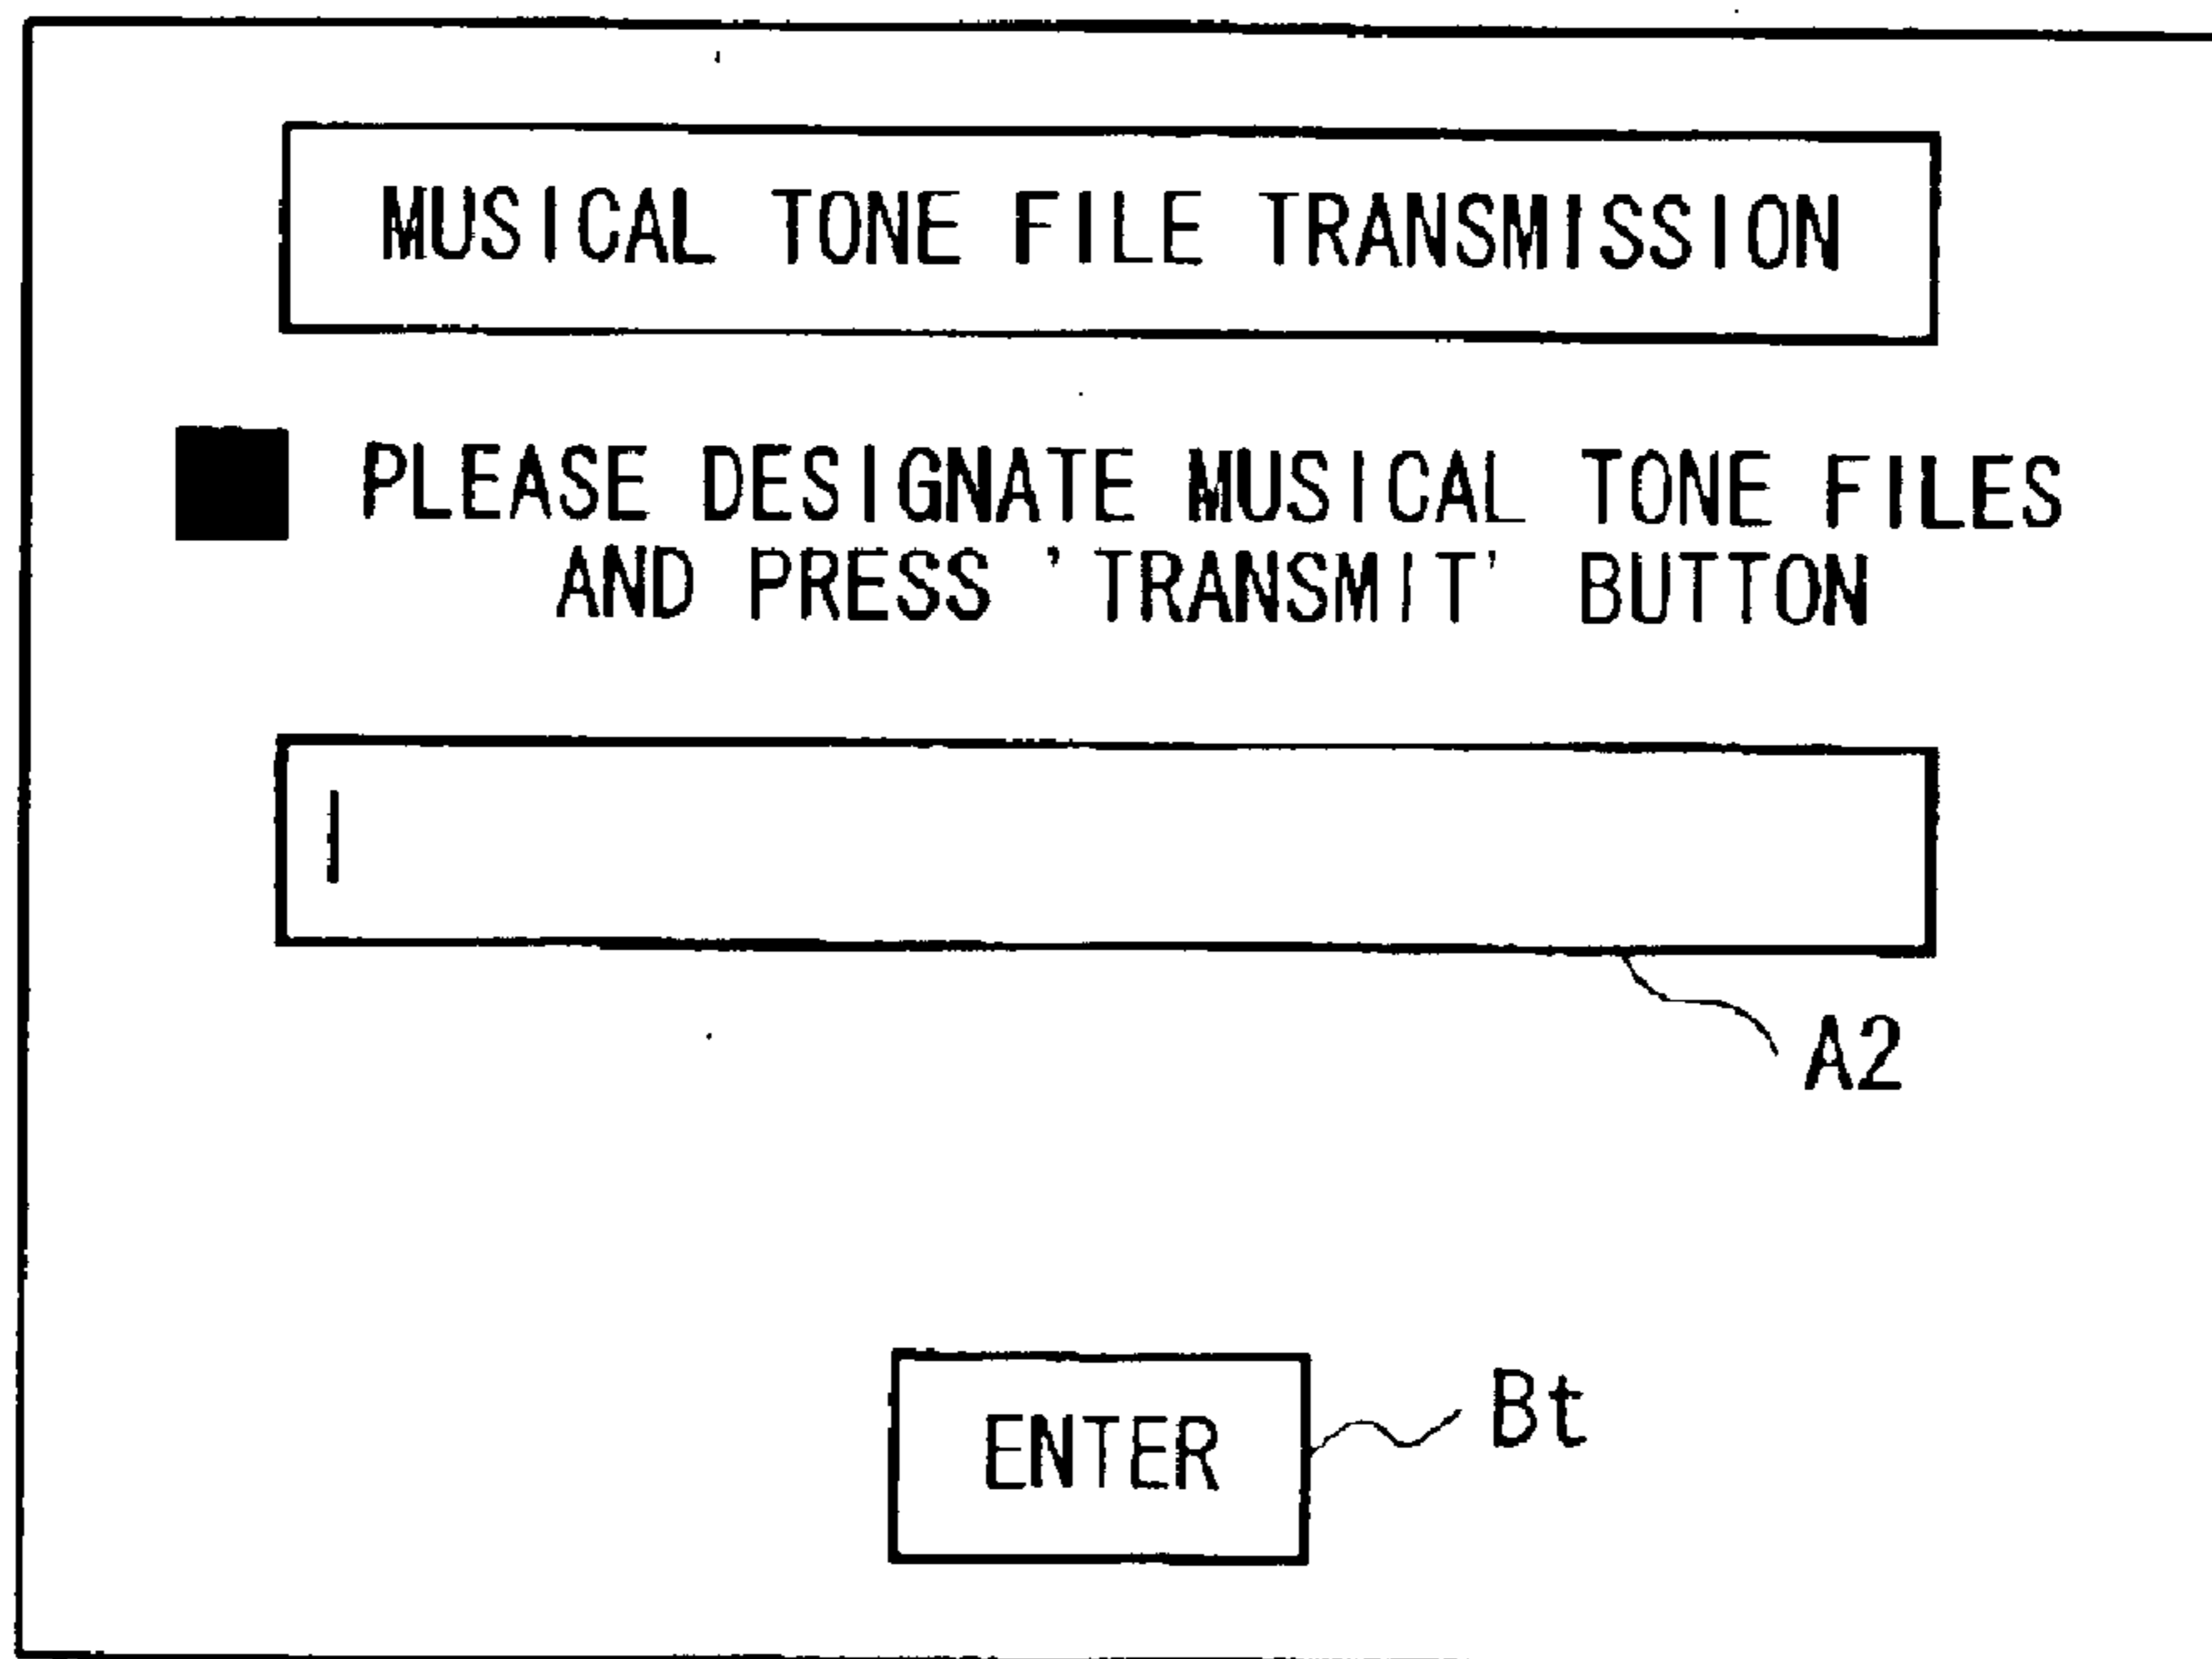 MUSICAL TONE FILE TRANSMISSION
PLEASE DESIGNATE MUSICAL TONE FILES
AND PRESS 'TRANSMIT' BUTTON
A2
ENTER
Bt